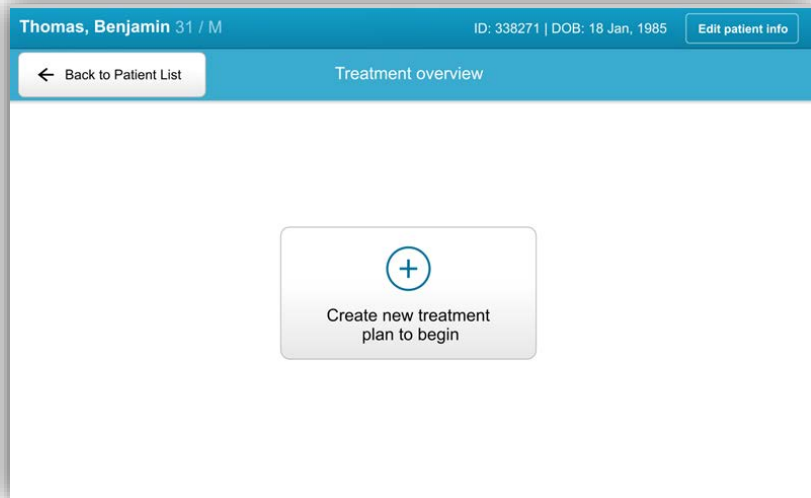 Thomas, Benjamin 31 / M
ID: 338271 | DOB: 18 Jan, 1985
Edit patient info
Back to Patient List
Treatment overview
Create new treatment
plan to begin